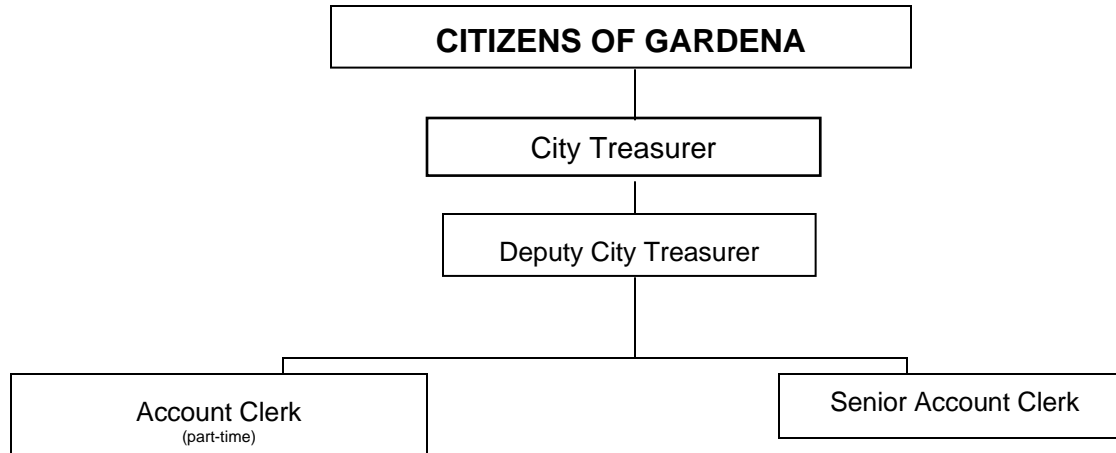 CITIZENS OF GARDENA
City Treasurer
Deputy City Treasurer
Account Clerk
(part-time)
Senior Account Clerk